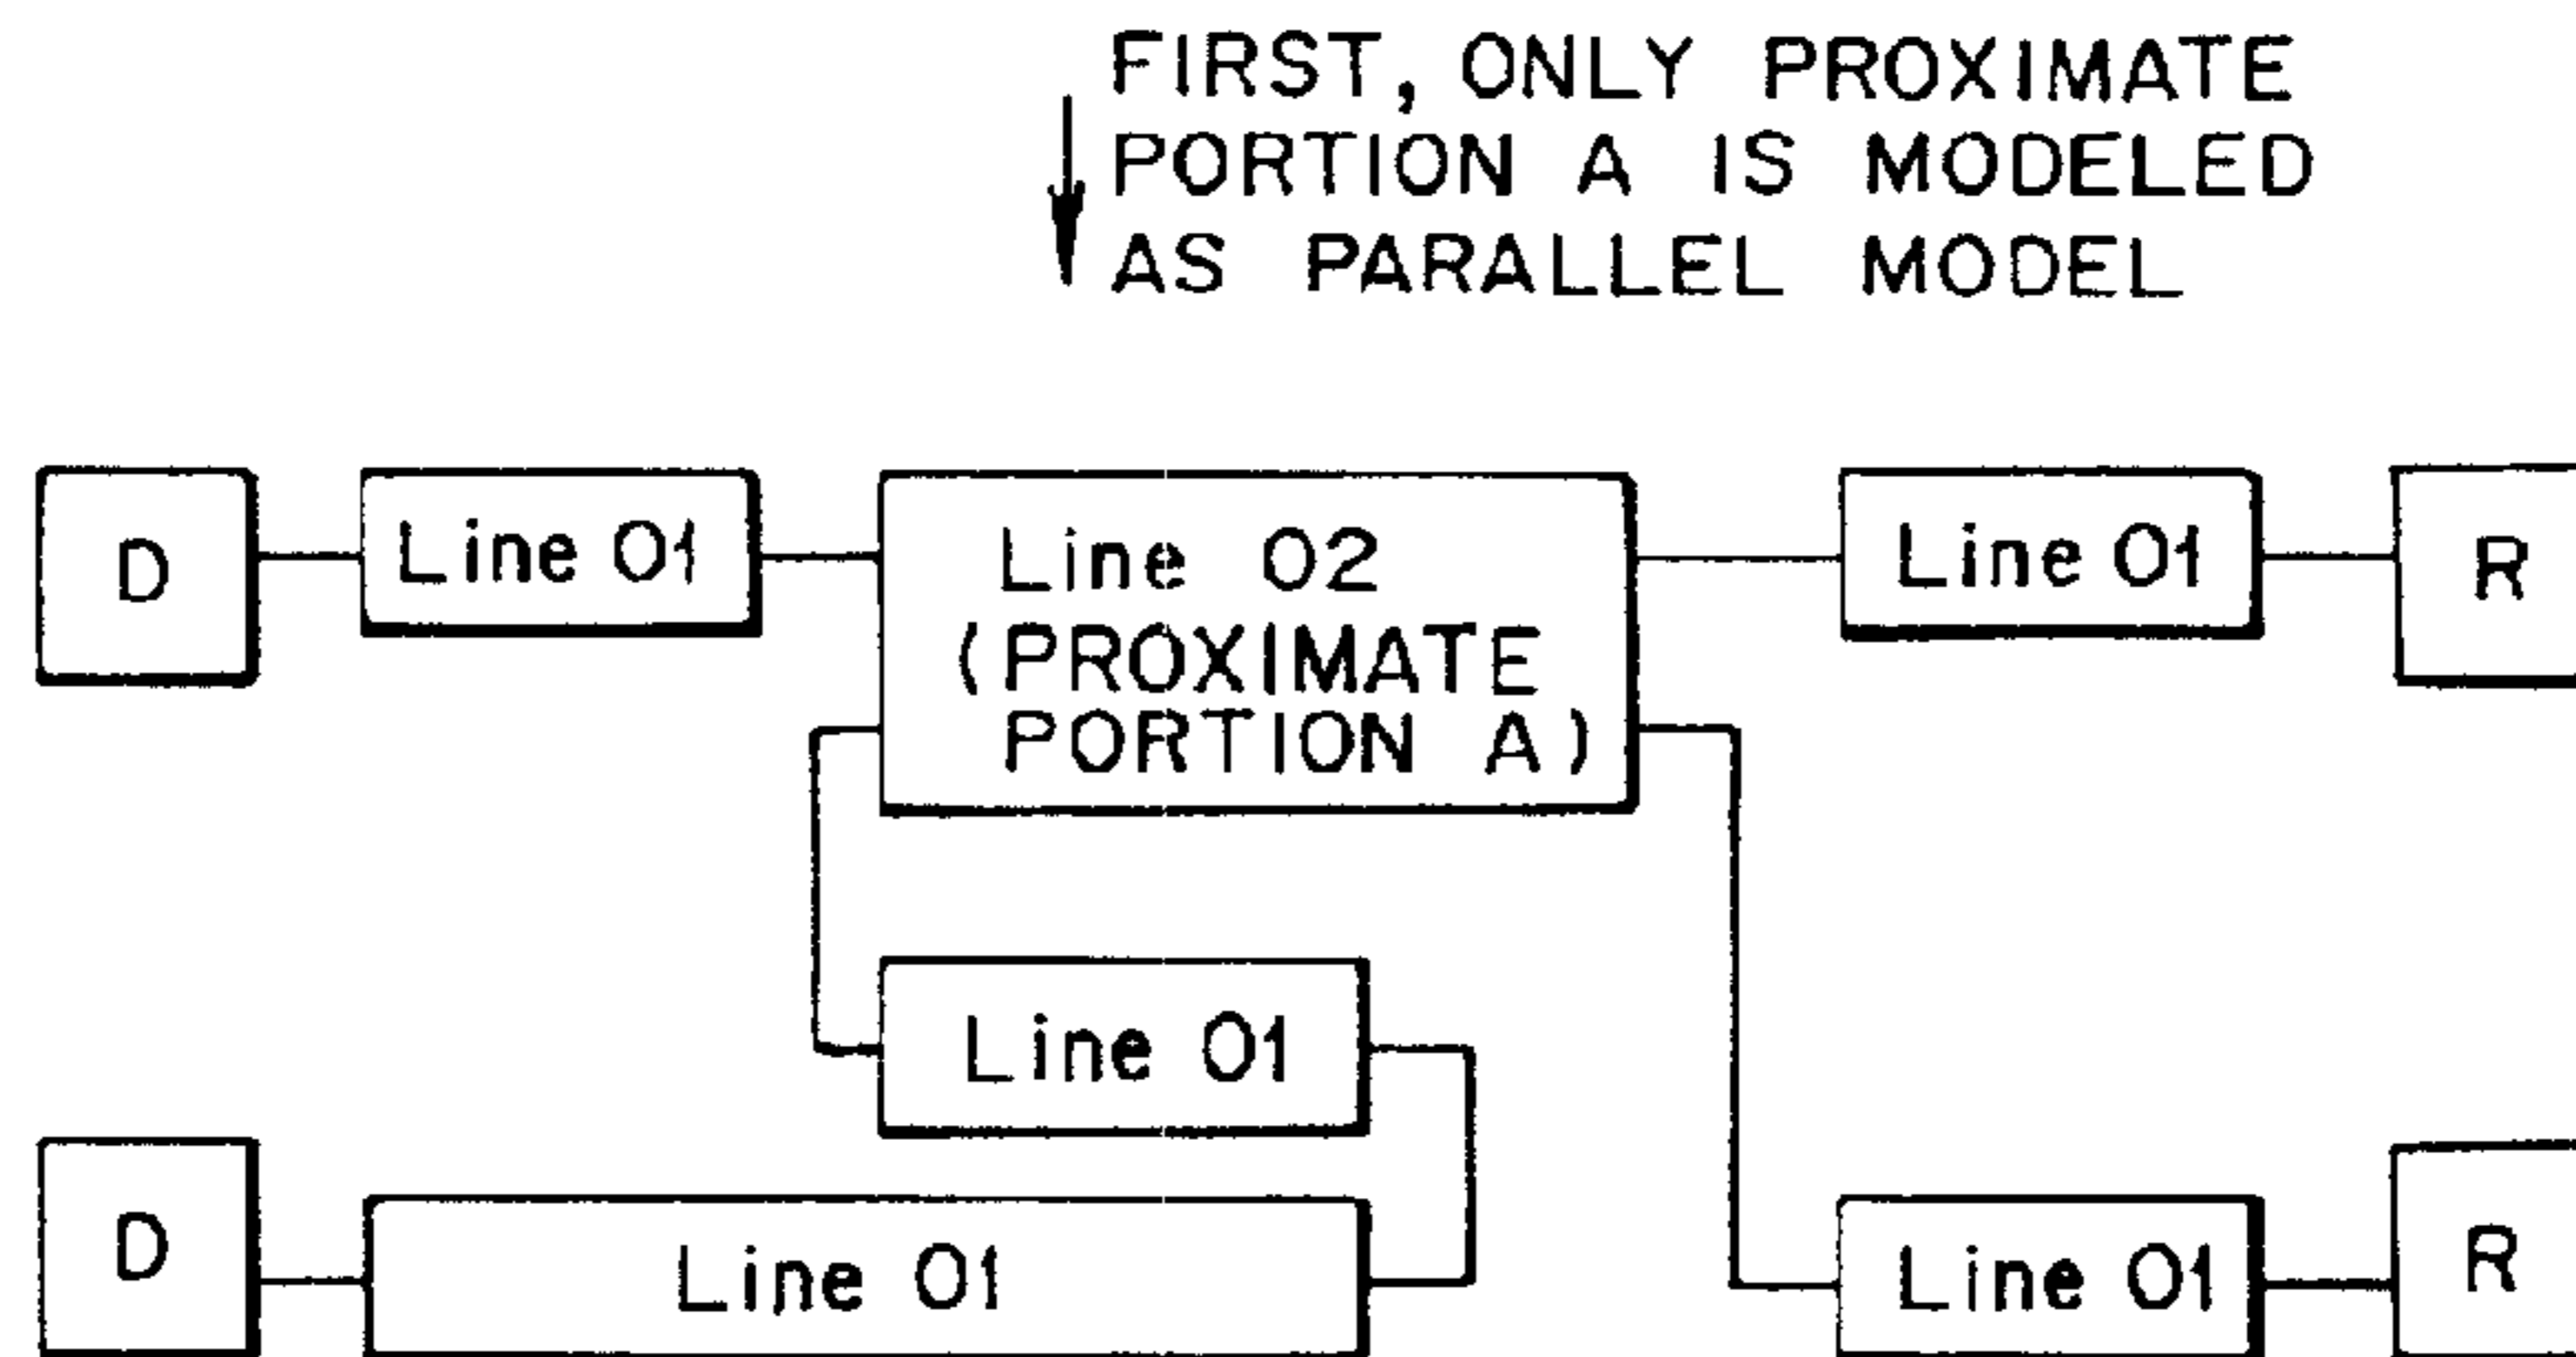 FIRST, ONLY PROXIMATE
PORTION A IS MODELED
AS PARALLEL MODEL
D
Line 01
Line 02
(PROXIMATE
PORTION A)
Line 01
R
Line 01
D
Line 01
Line 01
R